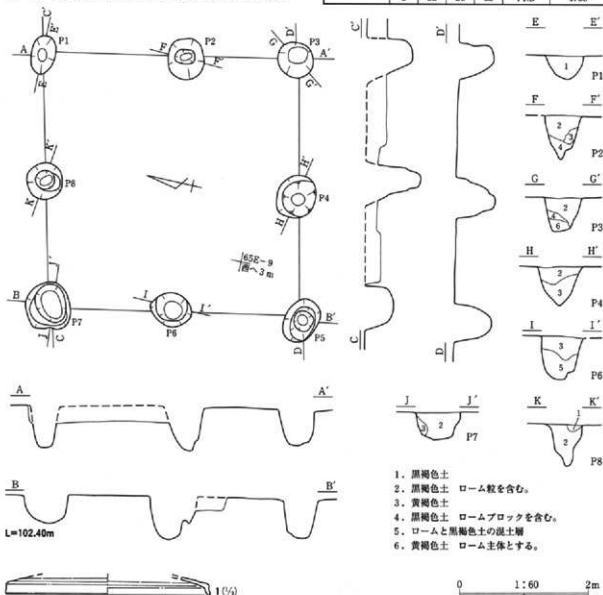 C′
E′
A
P1
E
F
P2
F′
D′
G
P3
A′
G′
K′
K
P8
H′
P4
H
65E-9
西へ3m
B
J
P7
C
I
I′
P6
B′
P5
D
C′
C
D′
D
E E′
1
P1
F F′
2
3
4
P2
G G′
2
4
6
P3
H H′
2
3
P4
I I′
3
5
P6
J J′
3 2
P7
K K′
1
2
P8
A A′
B B′
L=102.40m
1. 黒褐色土
2. 黒褐色土 ローム粒を含む。
3. 黄褐色土
4. 黒褐色土 ロームブロックを含む。
5. ロームと黒褐色土の混土層
6. 黄褐色土 ローム主体とする。
1(⅓)
0 1:60 2m